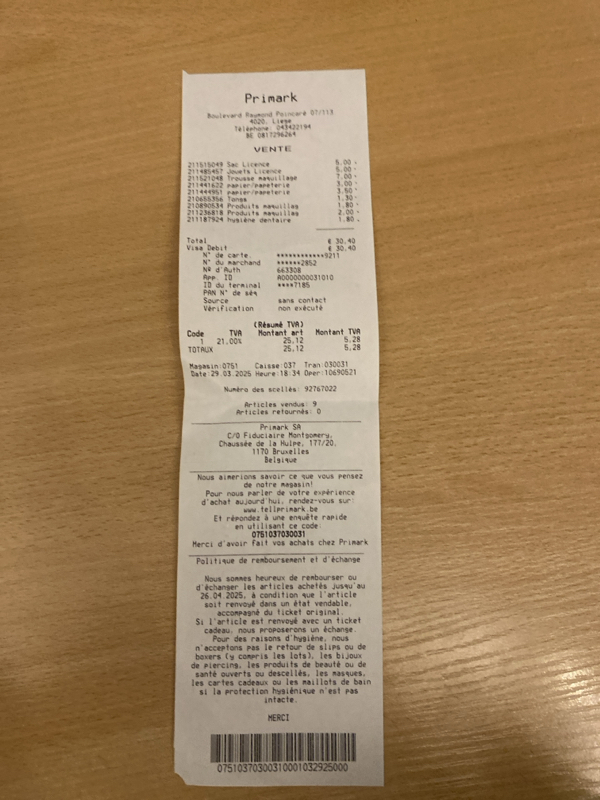 Primark
Boulevard Raymond Poincaré 07/113
4020, Liege
Téléphone: 043422194
BE 0817296264
VENTE
211515049 Sac Licence 5.00
211485457 Jouets Licence 5.00
211521048 Trousse maquillage 7.00
211441622 papier/papeterie 3.00
211444951 papier/papeterie 3.50
210655356 Tongs 1.30
210890534 Produits maquillag 1.80
211236818 Produits maquillag 2.00
211187924 hygiène dentaire 1.80
Total € 30.40
Visa Debit € 30.40
N° de carte. ************9211
N° du marchand ******2952
Nº d'Auth 663308
App. ID A0000000031010
ID du terminal ****7185
PAN N° de séq
Source sans contact
Vérification non exécuté
(Résumé TVA)
Code TVA Montant art Montant TVA
1 21.00% 25.12 5.28
TOTAUX 25.12 5.28
Magasin:0751 Caisse:037 Tran:030031
Date:29.03.2025 Heure:18:34 Oper:10690521
Numéro des scellés: 92767022
Articles vendus: 9
Articles retournés: 0
Primark SA
C/O Fiduciaire Montgomery,
Chaussée de la Hulpe, 177/20,
1170 Bruxelles
Belgique
Nous aimerions savoir ce que vous pensez
de notre magasin!
Pour nous parler de votre expérience
d'achat aujourd'hui, rendez-vous sur:
www.tellprimark.be
Et répondez à une enquête rapide
en utilisant ce code:
0751037030031
Merci d'avoir fait vos achats chez Primark
Politique de remboursement et d'échange
Nous sommes heureux de rembourser ou
d'échanger les articles achetés jusqu'au
26.04.2025, à condition que l'article
soit renvoyé dans un état vendable,
accompagné du ticket original.
Si l'article est renvoyé avec un ticket
cadeau, nous proposerons un échange.
Pour des raisons d'hygiène, nous
n'acceptons pas le retour de slips ou de
boxers (y compris les lots), les bijoux
de piercing, les produits de beauté ou de
santé ouverts ou descellés, les masques,
les cartes cadeaux ou les maillots de bain
si la protection hygiénique n'est pas
intacte.
MERCI
07510370300310001032925000